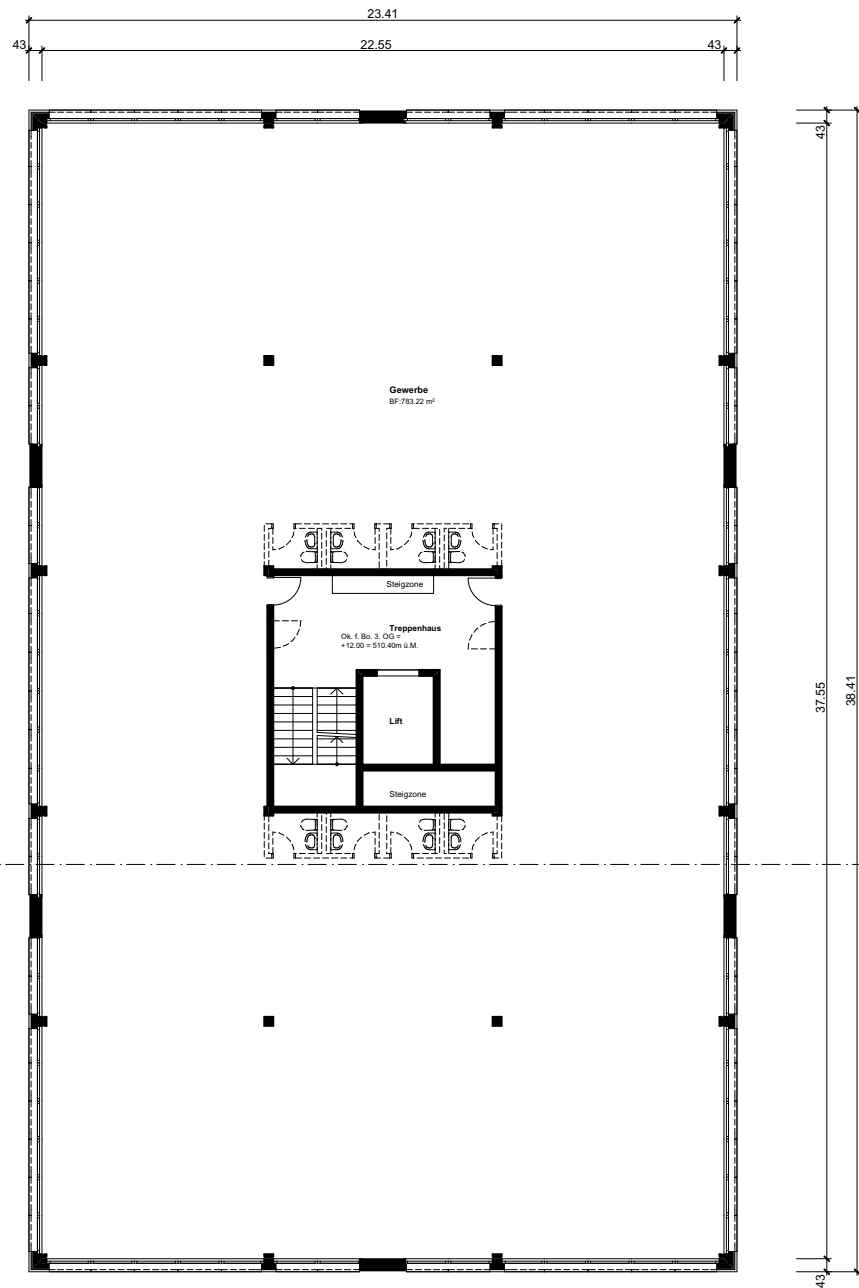 23.41
43
22.55
43
43
Gewerbe
BF:783.22 m²
Steigzone
Treppenhaus
Ok. f. Bo. 3. OG =
+12.00 = 510.40m ü.M.
37.55
38.41
Lift
Steigzone
43